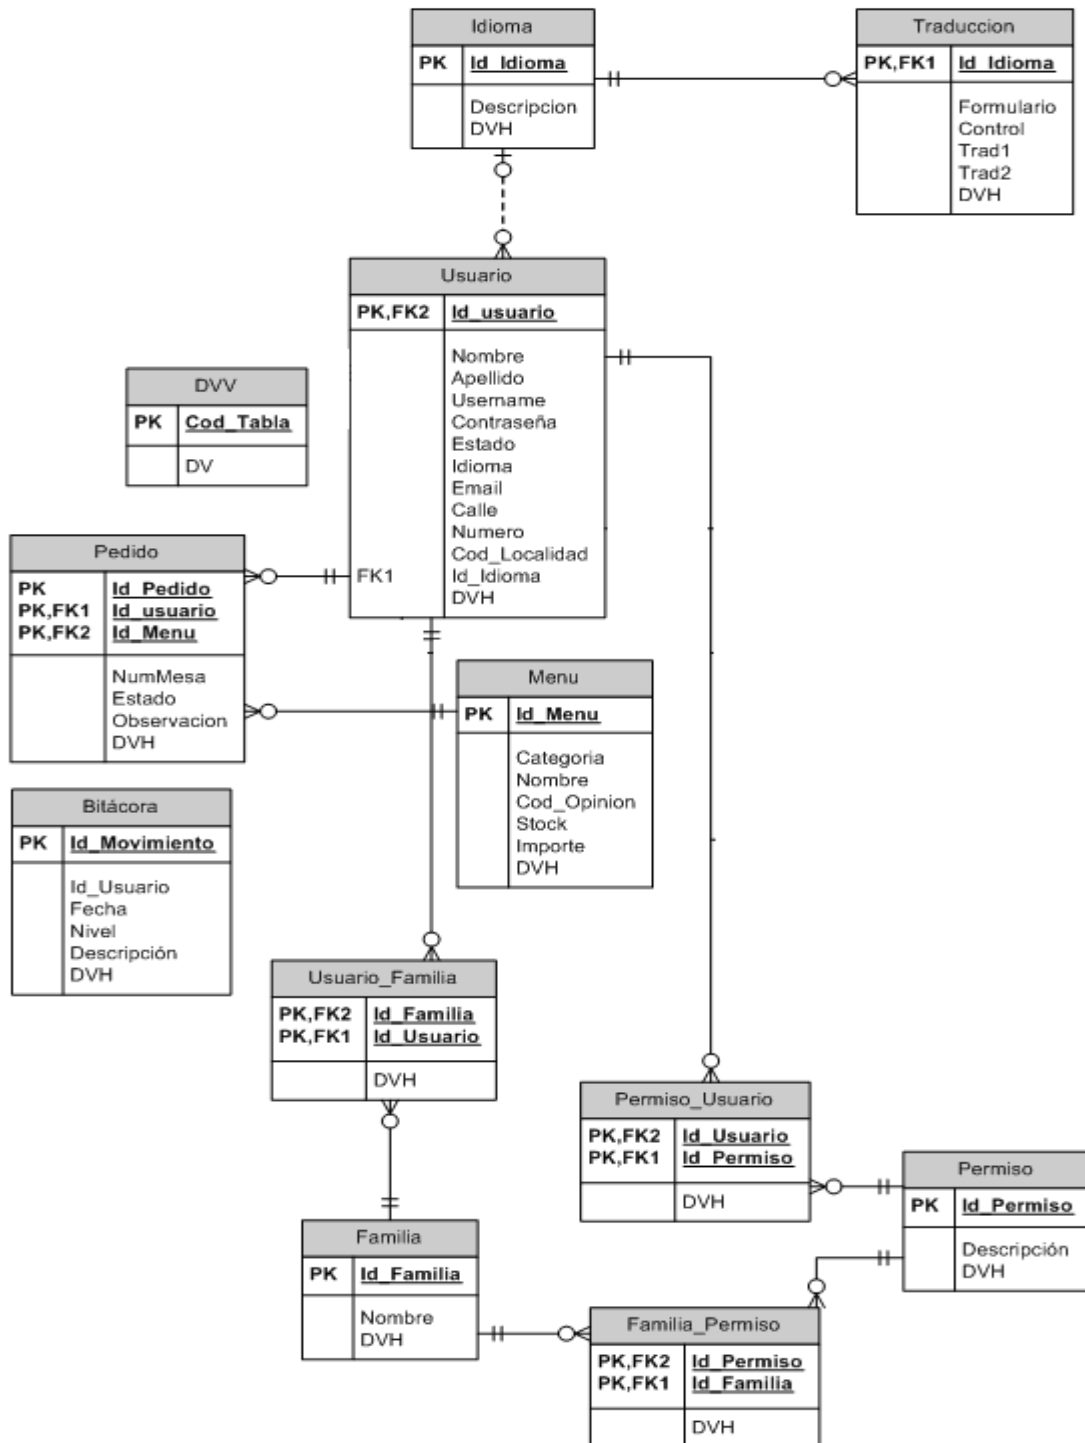 Idioma
PK Id_Idioma
Descripcion
DVH
Traduccion
PK,FK1 Id_Idioma
Formulario
Control
Trad1
Trad2
DVH
Usuario
PK,FK2 Id_usuario
Nombre
Apellido
Username
Contraseña
Estado
Idioma
Email
Calle
Numero
Cod_Localidad
FK1 Id_Idioma
DVH
DVV
PK Cod_Tabla
DV
Pedido
PK Id_Pedido
PK,FK1 Id_usuario
PK,FK2 Id_Menu
NumMesa
Estado
Observacion
DVH
Menu
PK Id_Menu
Categoria
Nombre
Cod_Opinion
Stock
Importe
DVH
Bitácora
PK Id_Movimiento
Id_Usuario
Fecha
Nivel
Descripción
DVH
Usuario_Familia
PK,FK2 Id_Familia
PK,FK1 Id_Usuario
DVH
Permiso_Usuario
PK,FK2 Id_Usuario
PK,FK1 Id_Permiso
DVH
Permiso
PK Id_Permiso
Descripción
DVH
Familia
PK Id_Familia
Nombre
DVH
Familia_Permiso
PK,FK2 Id_Permiso
PK,FK1 Id_Familia
DVH